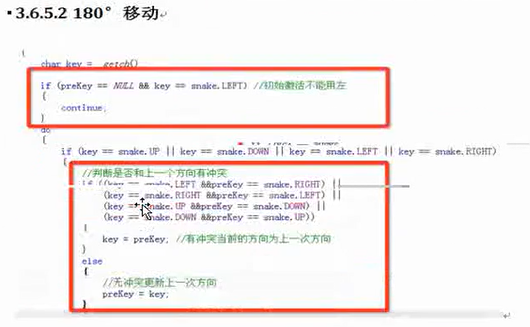 ▪3.6.5.2 180° 移动
{
char key = _getch()
if (preKey == NULL && key == snake.LEFT) //初始激活不能用左
{
continue;
}
do
{
if (key == snake.UP || key == snake.DOWN || key == snake.LEFT || key == snake.RIGHT)
{
//判断是否和上一个方向有冲突
if ((key == snake.LEFT &&preKey == snake.RIGHT) ||
(key == snake.RIGHT &&preKey == snake.LEFT) ||
(key == snake.UP &&preKey == snake.DOWN) ||
(key == snake.DOWN &&preKey == snake.UP))
{
key = preKey; //有冲突当前的方向为上一次方向
}
else
{
//无冲突更新上一次方向
preKey = key;
}